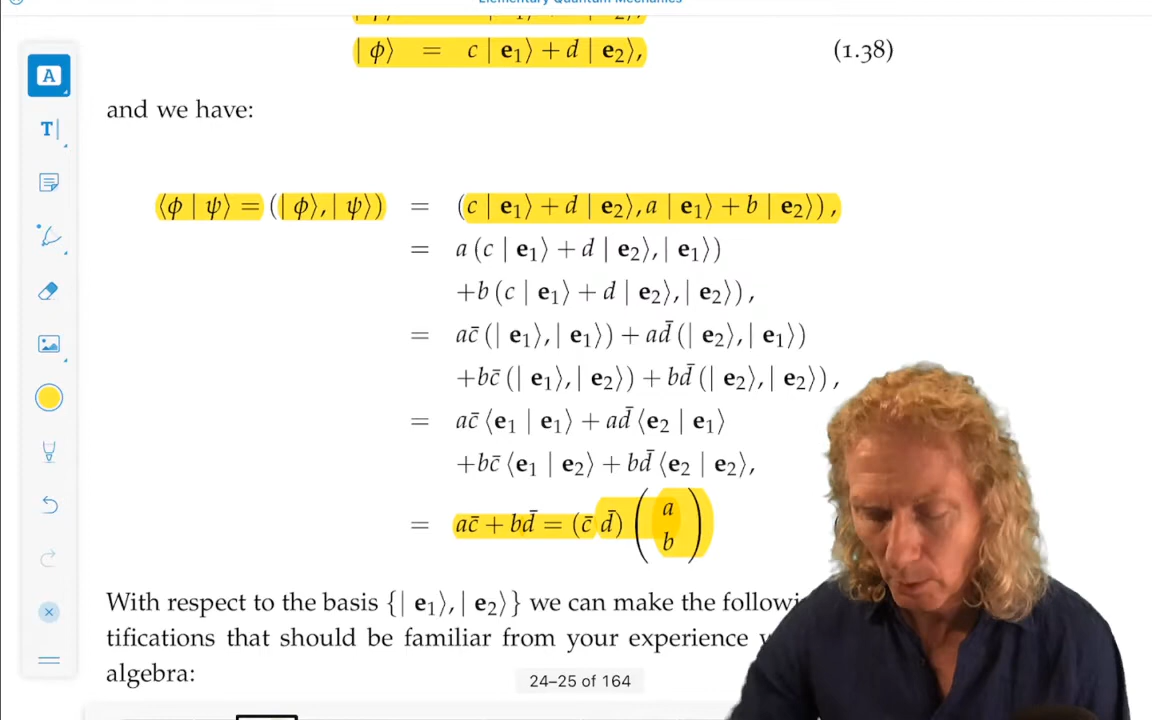 Elementary Quantum Mechanics
| ϕ⟩ = c | e₁⟩ + d | e₂⟩, (1.38)
and we have:
⟨ϕ | ψ⟩ = (| ϕ⟩, | ψ⟩) = (c | e₁⟩ + d | e₂⟩, a | e₁⟩ + b | e₂⟩),
= a (c | e₁⟩ + d | e₂⟩, | e₁⟩)
+b (c | e₁⟩ + d | e₂⟩, | e₂⟩),
= ac̄ (| e₁⟩, | e₁⟩) + ad̄ (| e₂⟩, | e₁⟩)
+bc̄ (| e₁⟩, | e₂⟩) + bd̄ (| e₂⟩, | e₂⟩),
= ac̄ ⟨e₁ | e₁⟩ + ad̄ ⟨e₂ | e₁⟩
+bc̄ ⟨e₁ | e₂⟩ + bd̄ ⟨e₂ | e₂⟩,
= ac̄ + bd̄ = (c̄ d̄) ( a
b )
With respect to the basis {| e₁⟩, | e₂⟩} we can make the followi
tifications that should be familiar from your experience
algebra:
24–25 of 164
A
T